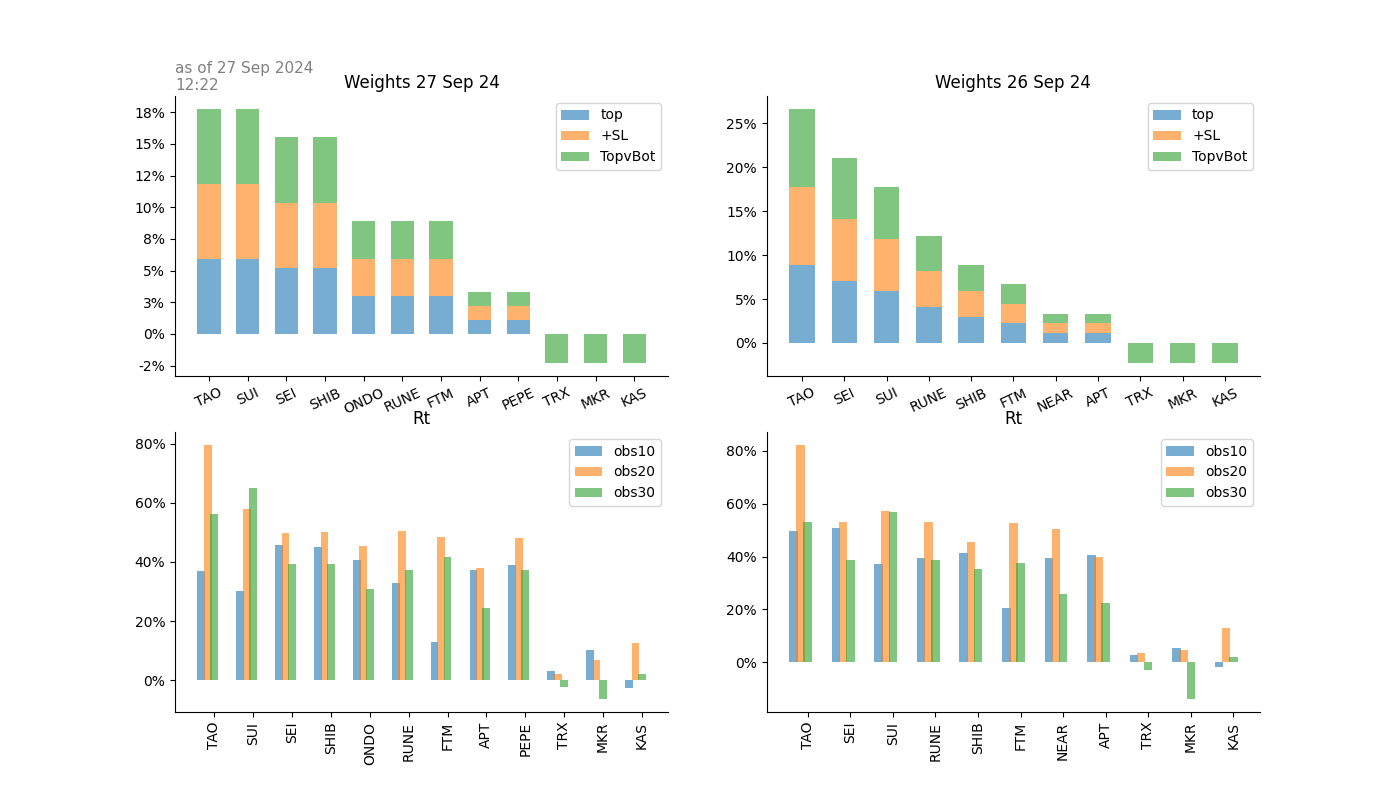 as of 27 Sep 2024
12:22
Weights 27 Sep 24
18%
15%
12%
10%
8%
5%
3%
0%
-2%
top
+SL
TopvBot
TAO SUI SEI SHIB ONDO RUNE FTM APT PEPE TRX MKR KAS
Weights 26 Sep 24
25%
20%
15%
10%
5%
0%
top
+SL
TopvBot
TAO SEI SUI RUNE SHIB FTM NEAR APT TRX MKR KAS
Rt
80%
60%
40%
20%
0%
obs10
obs20
obs30
TAO SUI SEI SHIB ONDO RUNE FTM APT PEPE TRX MKR KAS
Rt
80%
60%
40%
20%
0%
obs10
obs20
obs30
TAO SEI SUI RUNE SHIB FTM NEAR APT TRX MKR KAS